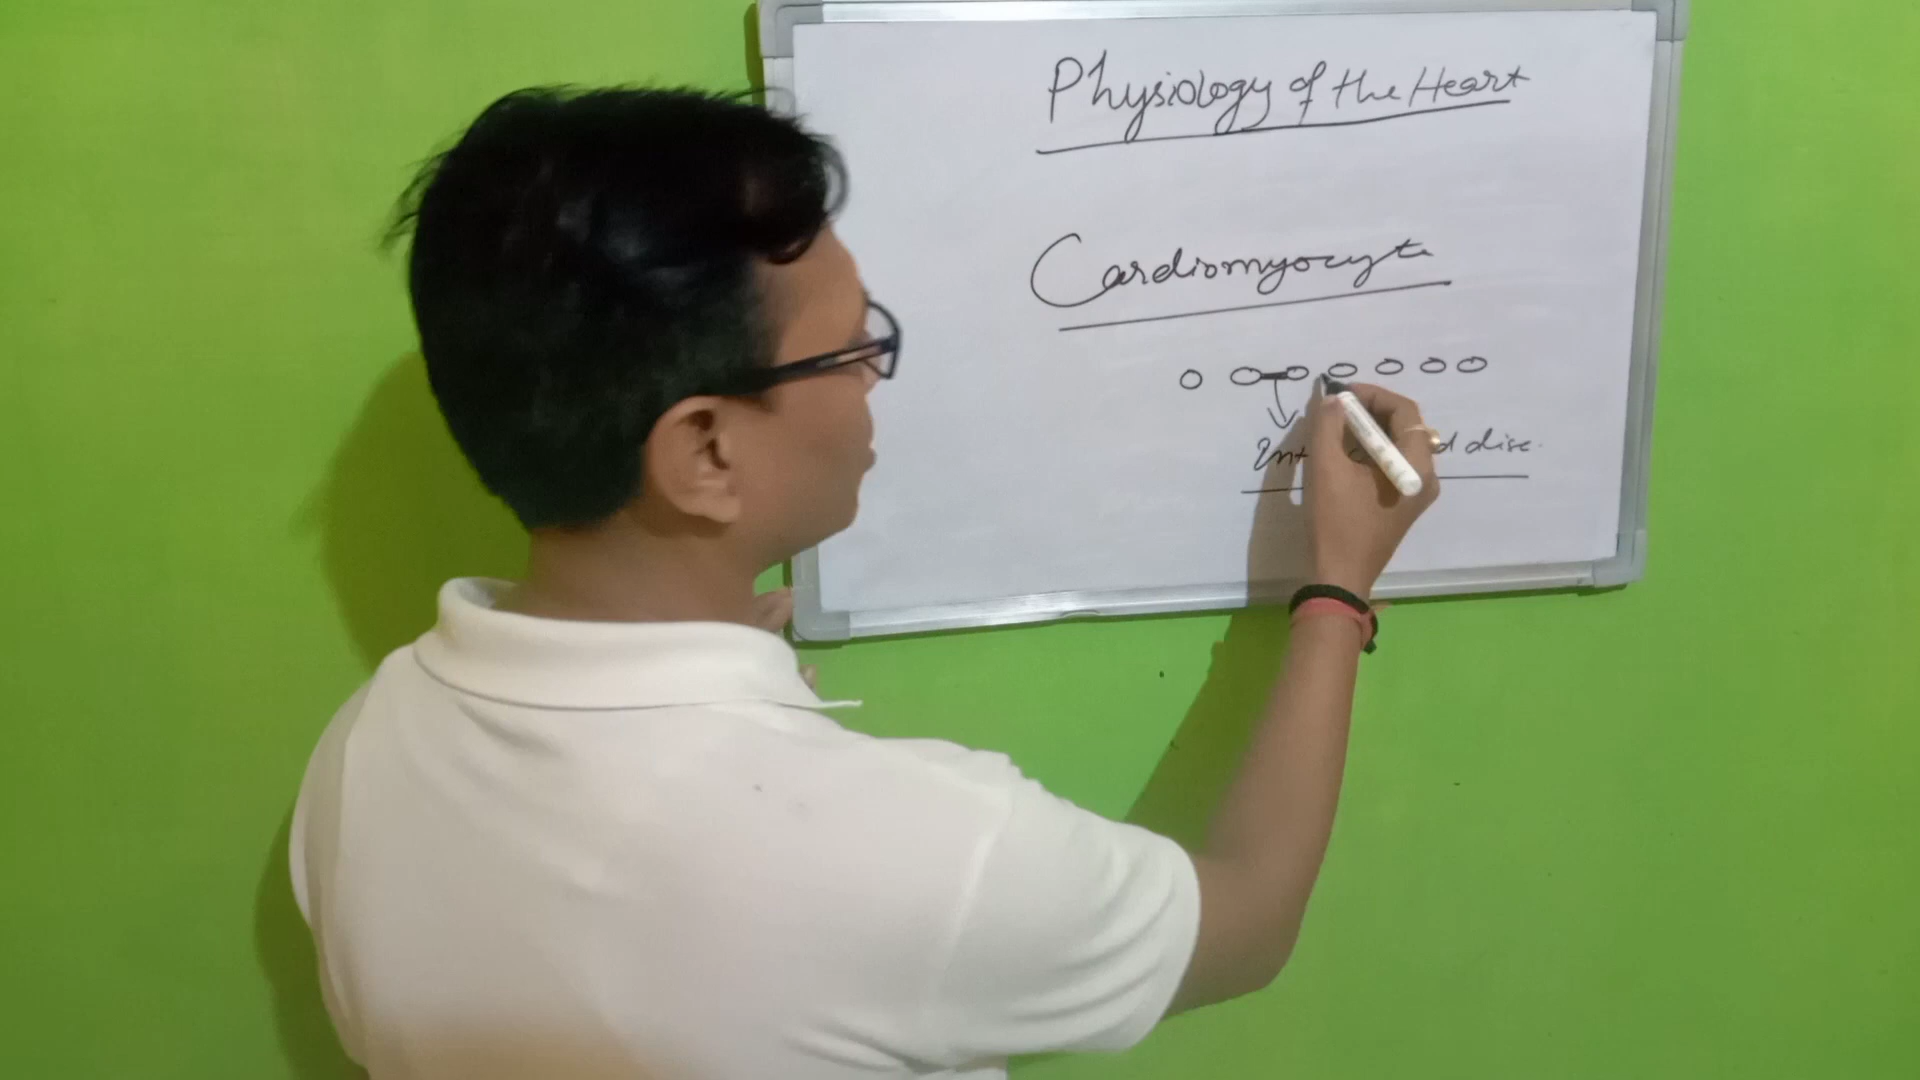 Physiology of the Heart
Cardiomyocyte
disc.